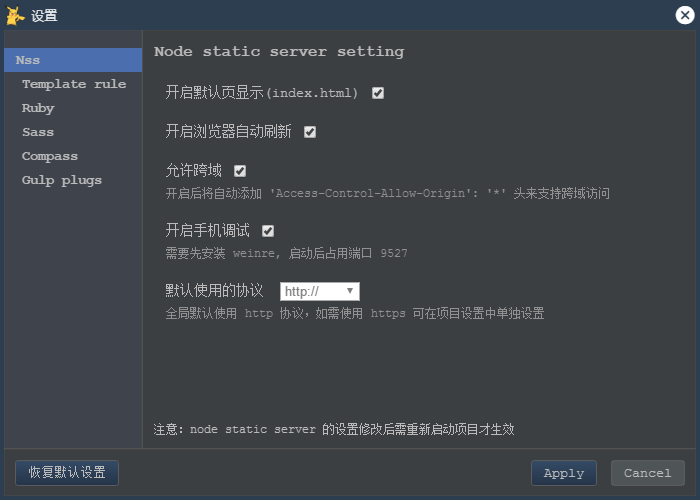 设置
Nss
Template rule
Ruby
Sass
Compass
Gulp plugs
Node static server setting
开启默认页显示(index.html)
开启浏览器自动刷新
允许跨域
开启后将自动添加 'Access-Control-Allow-Origin': '*' 头来支持跨域访问
开启手机调试
需要先安装 weinre, 启动后占用端口 9527
默认使用的协议 http://
全局默认使用 http 协议，如需使用 https 可在项目设置中单独设置
注意: node static server 的设置修改后需重新启动项目才生效
恢复默认设置
Apply
Cancel